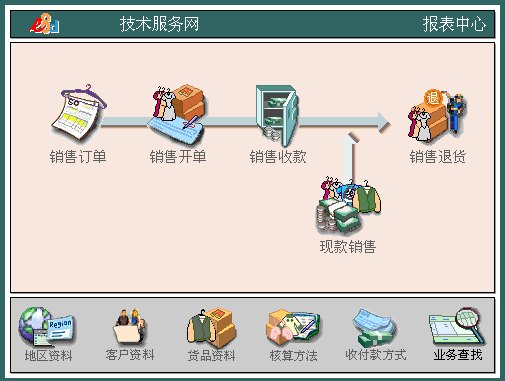 技术服务网 报表中心
SO
退
销售订单 销售开单 销售收款 销售退货
现款销售
Region
地区资料 客户资料 货品资料 核算方法 收付款方式 业务查找